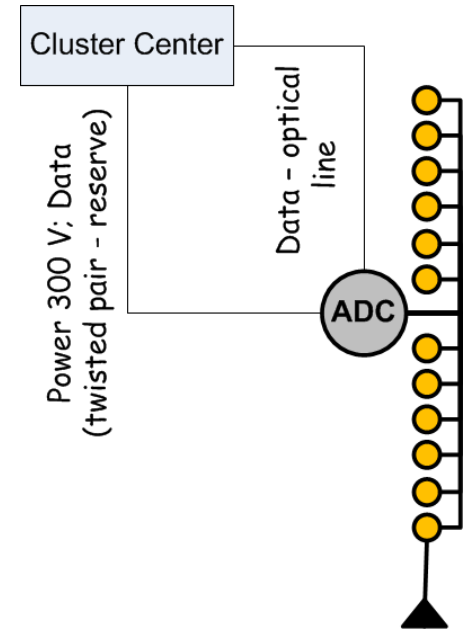 Cluster Center
Power 300 V; Data
(twisted pair - reserve)
Data - optical
line
ADC